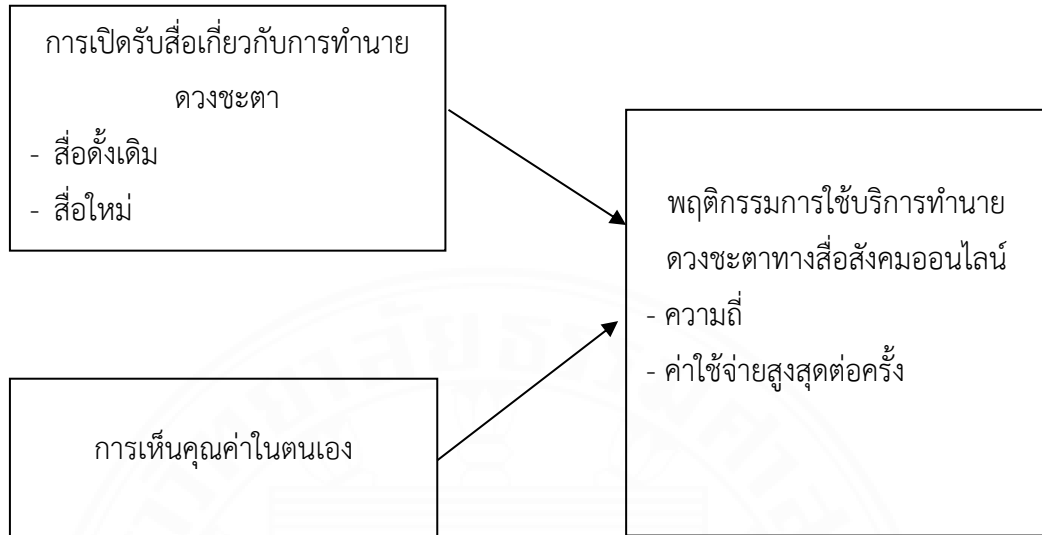 การเปิดรับสื่อเกี่ยวกับการทำนาย
ดวงชะตา
- สื่อดั้งเดิม
- สื่อใหม่
พฤติกรรมการใช้บริการทำนาย
ดวงชะตาทางสื่อสังคมออนไลน์
- ความถี่
- ค่าใช้จ่ายสูงสุดต่อครั้ง
การเห็นคุณค่าในตนเอง